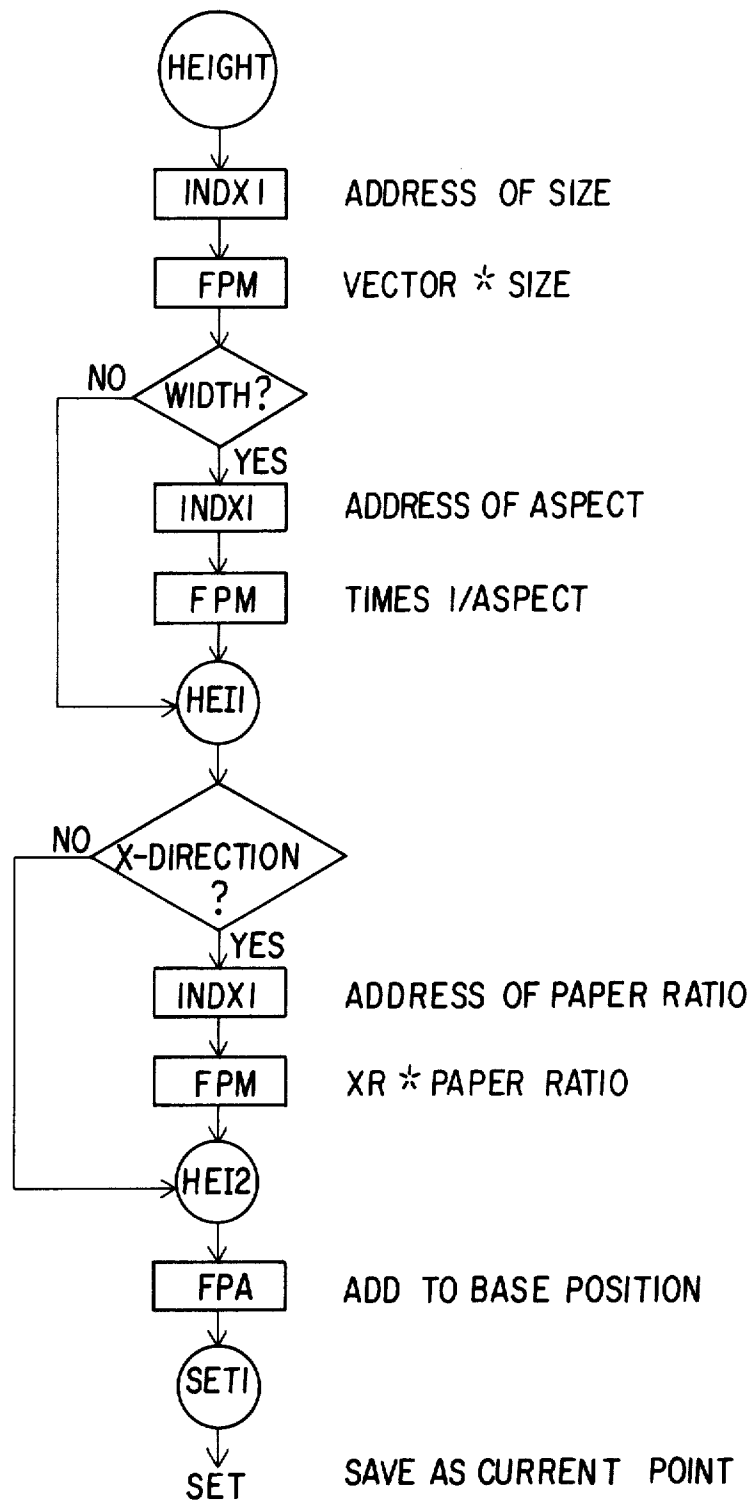 HEIGHT
INDX1 ADDRESS OF SIZE
FPM VECTOR * SIZE
NO WIDTH?
YES
INDX1 ADDRESS OF ASPECT
FPM TIMES 1/ASPECT
HEI1
NO X-DIRECTION
?
YES
INDX1 ADDRESS OF PAPER RATIO
FPM XR * PAPER RATIO
HEI2
FPA ADD TO BASE POSITION
SET1
SET SAVE AS CURRENT POINT